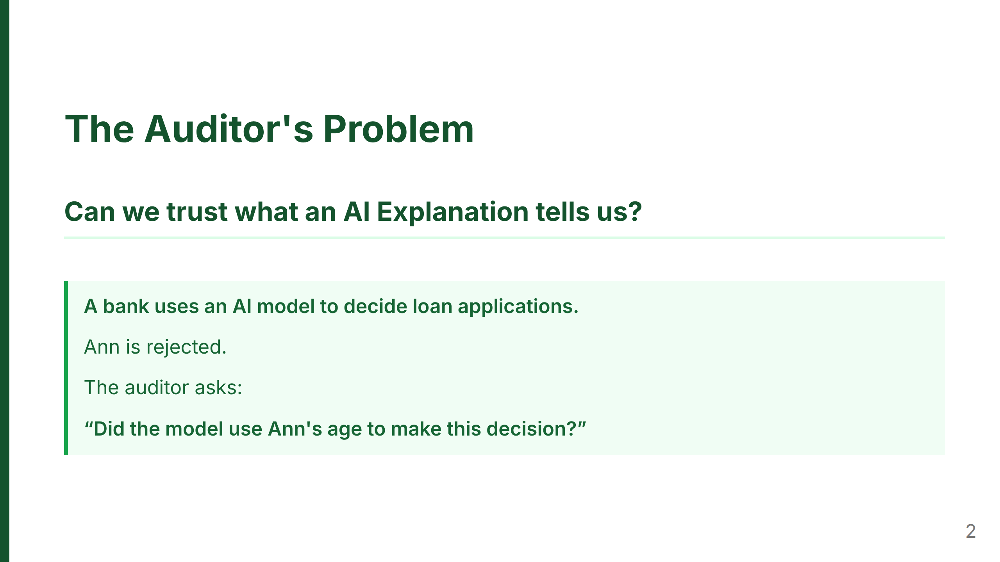 The Auditor's Problem
Can we trust what an AI Explanation tells us?
A bank uses an AI model to decide loan applications.
Ann is rejected.
The auditor asks:
“Did the model use Ann's age to make this decision?”
2